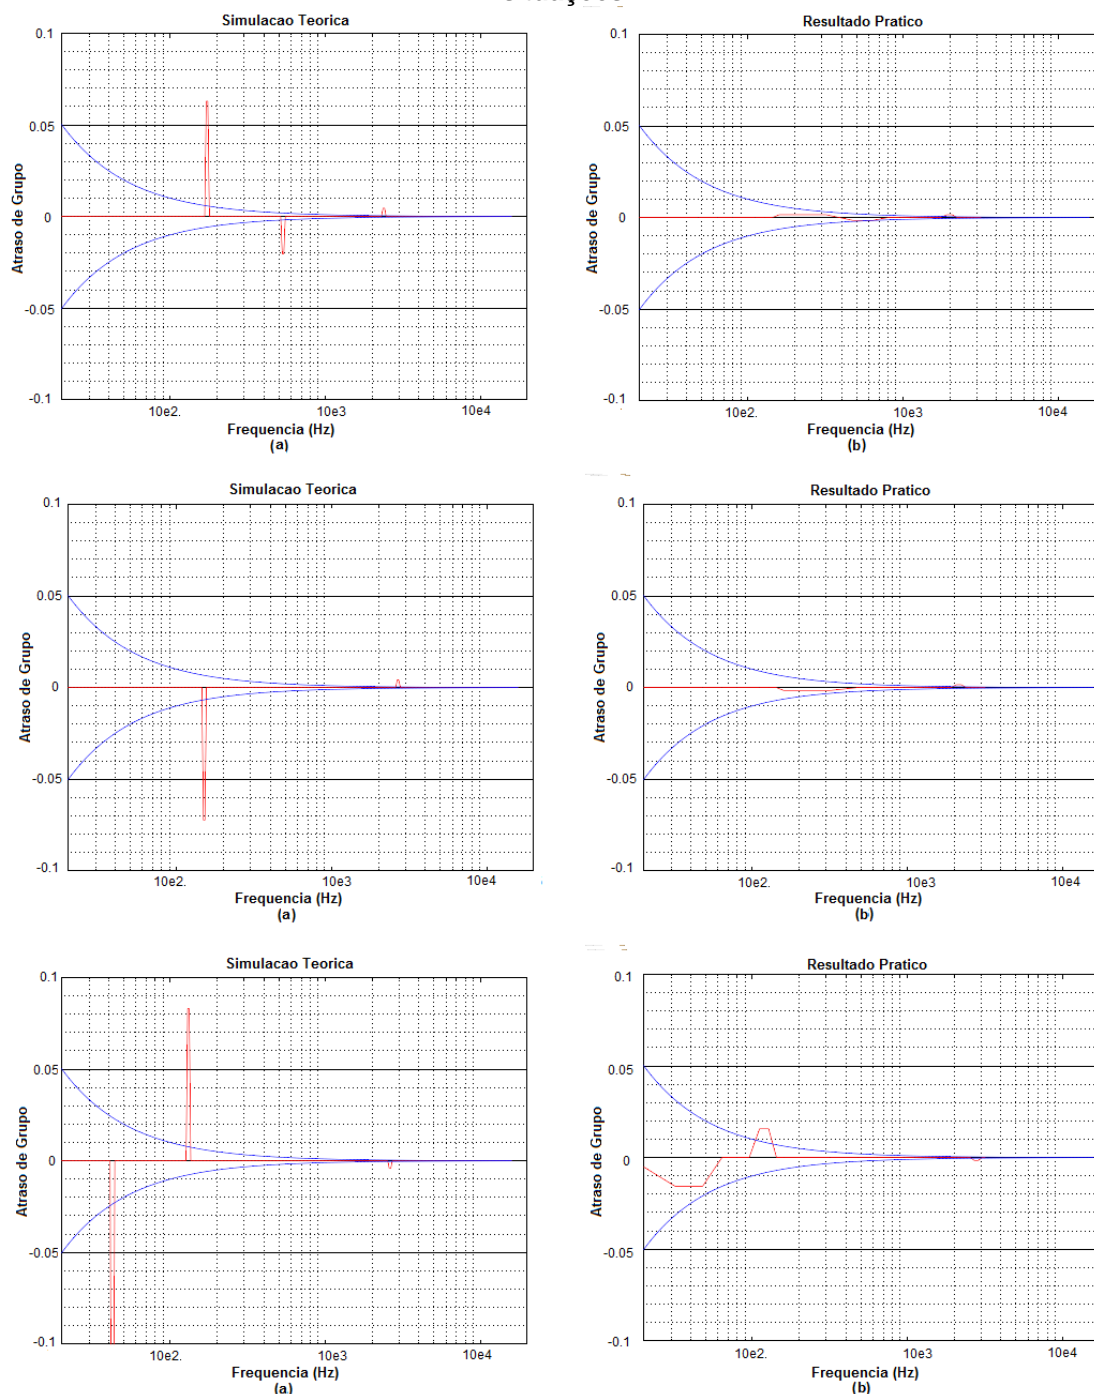 Simulacao Teorica
0.1
0.05
0
-0.05
-0.1
Atraso de Grupo
10e2.
10e3
10e4
Frequencia (Hz)
(a)
Resultado Pratico
0.1
0.05
0
-0.05
-0.1
Atraso de Grupo
10e2.
10e3
10e4
Frequencia (Hz)
(b)
Simulacao Teorica
0.1
0.05
0
-0.05
-0.1
Atraso de Grupo
10e2.
10e3
10e4
Frequencia (Hz)
(a)
Resultado Pratico
0.1
0.05
0
-0.05
-0.1
Atraso de Grupo
10e2.
10e3
10e4
Frequencia (Hz)
(b)
Simulacao Teorica
0.1
0.05
0
-0.05
-0.1
Atraso de Grupo
10e2.
10e3
10e4
Frequencia (Hz)
(a)
Resultado Pratico
0.1
0.05
0
-0.05
-0.1
Atraso de Grupo
10e2.
10e3
10e4
Frequencia (Hz)
(b)